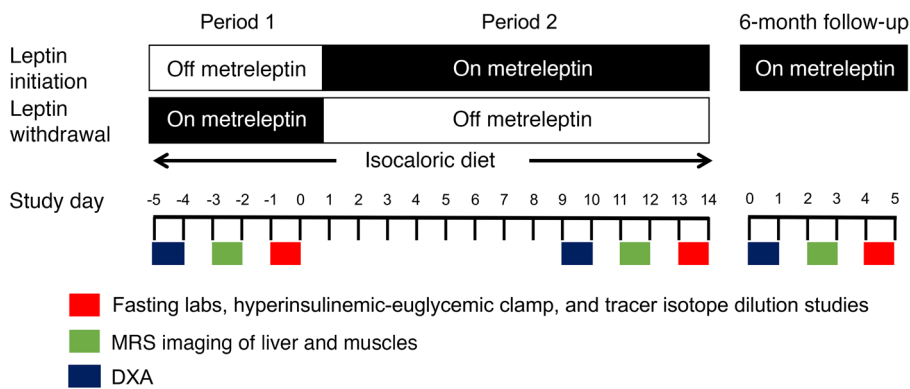 Period 1 Period 2 6-month follow-up
Leptin initiation Off metreleptin On metreleptin On metreleptin
Leptin withdrawal On metreleptin Off metreleptin
Isocaloric diet
Study day -5 -4 -3 -2 -1 0 1 2 3 4 5 6 7 8 9 10 11 12 13 14 0 1 2 3 4 5
Fasting labs, hyperinsulinemic-euglycemic clamp, and tracer isotope dilution studies
MRS imaging of liver and muscles
DXA